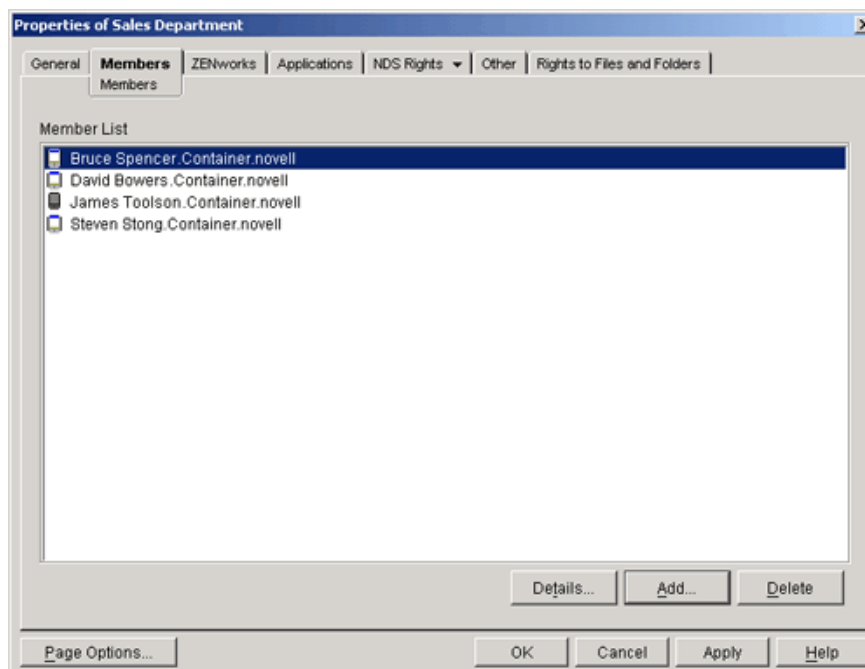 Properties of Sales Department
General Members ZENworks Applications NDS Rights Other Rights to Files and Folders
Members
Member List
Bruce Spencer.Container.novell
David Bowers.Container.novell
James Toolson.Container.novell
Steven Stong.Container.novell
Details... Add... Delete
Page Options... OK Cancel Apply Help